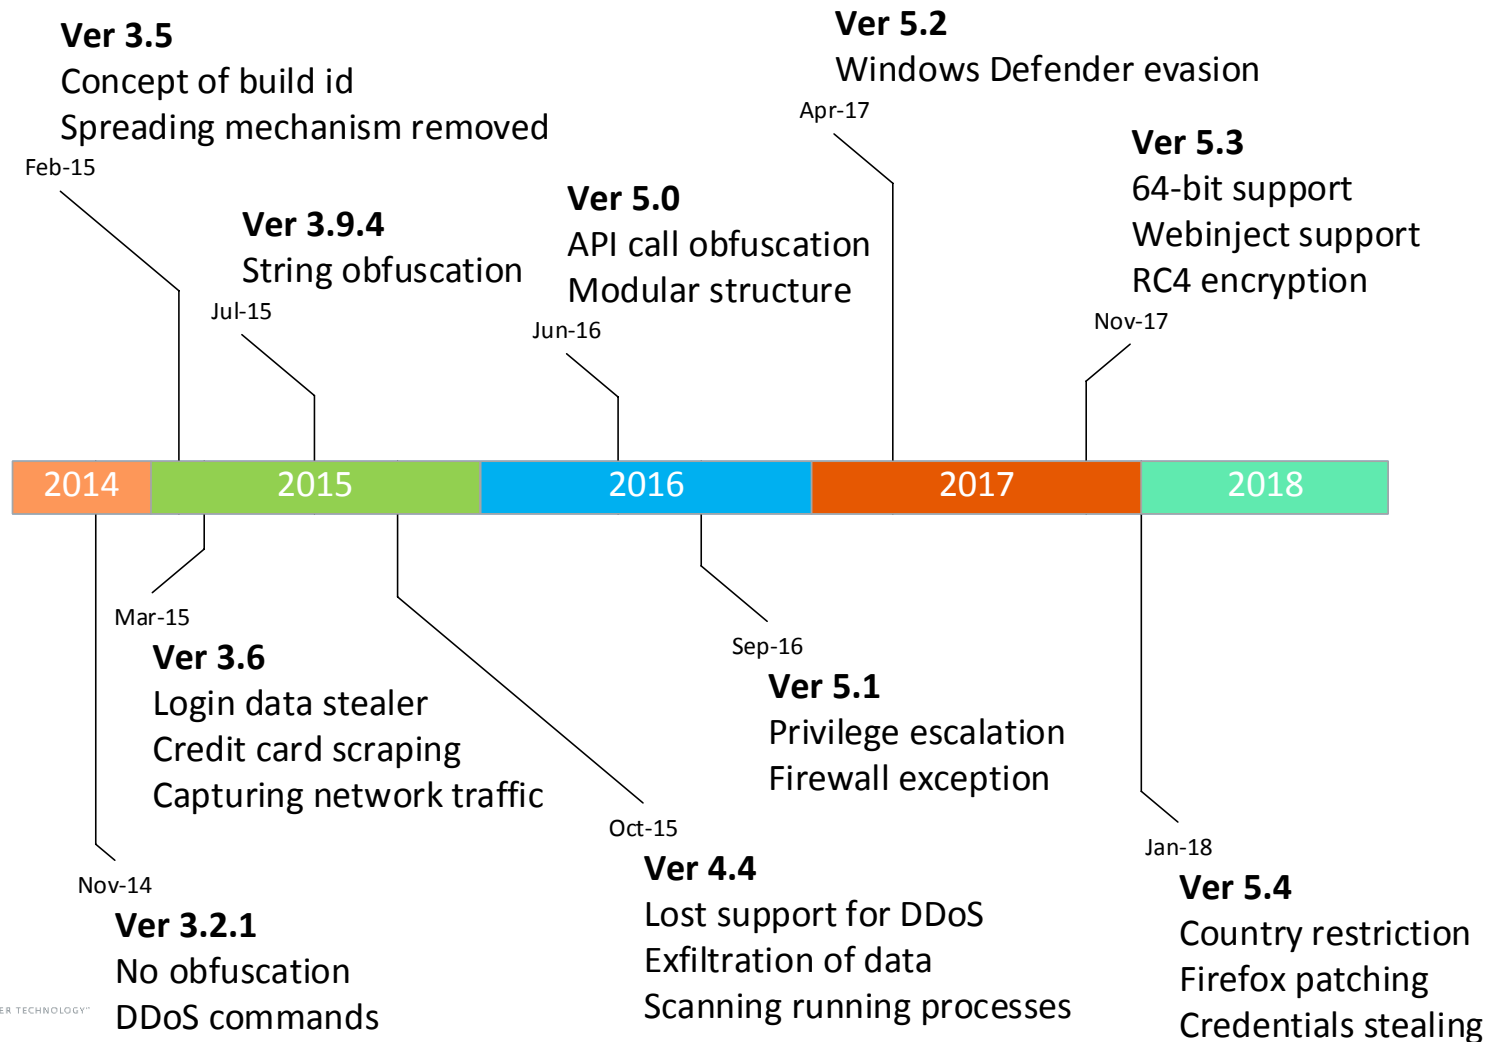 Ver 3.5
Concept of build id
Spreading mechanism removed
Feb-15
Ver 3.9.4
String obfuscation
Jul-15
Ver 5.0
API call obfuscation
Modular structure
Jun-16
Ver 5.2
Windows Defender evasion
Apr-17
Ver 5.3
64-bit support
Webinject support
RC4 encryption
Nov-17
2014
2015
2016
2017
2018
Mar-15
Ver 3.6
Login data stealer
Credit card scraping
Capturing network traffic
Nov-14
Ver 3.2.1
No obfuscation
DDoS commands
Oct-15
Ver 4.4
Lost support for DDoS
Exfiltration of data
Scanning running processes
Sep-16
Ver 5.1
Privilege escalation
Firewall exception
Jan-18
Ver 5.4
Country restriction
Firefox patching
Credentials stealing
ER TECHNOLOGY™